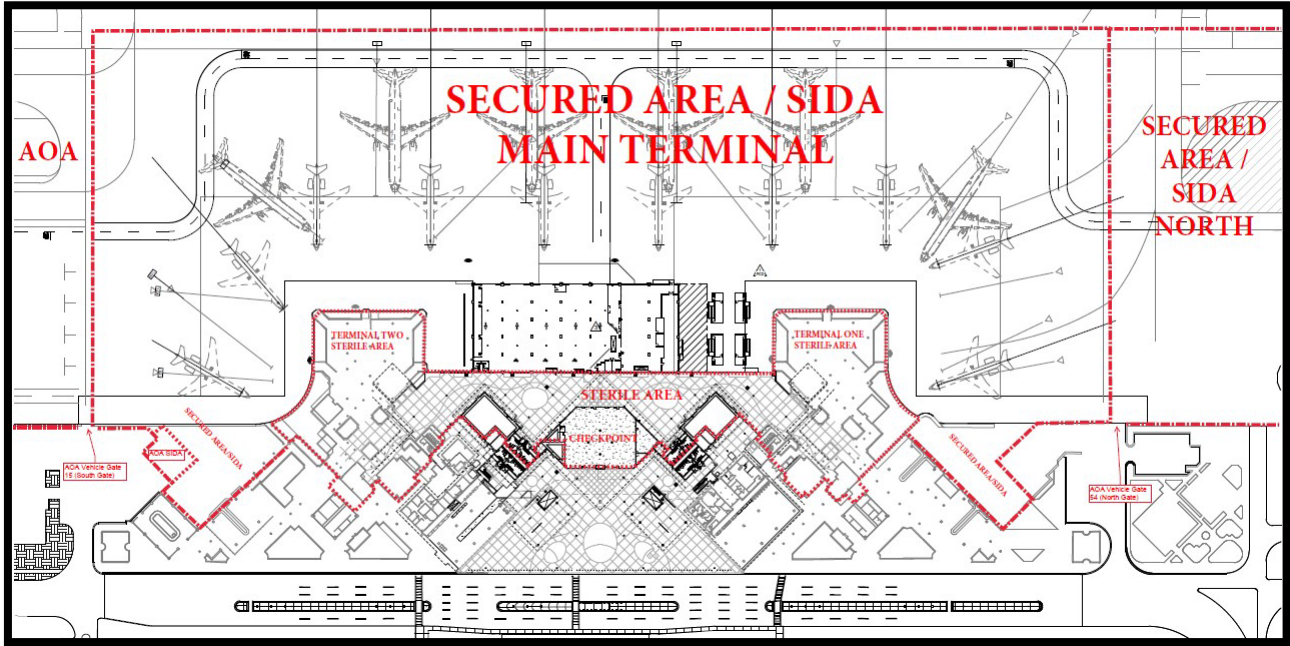 SECURED AREA / SIDA
MAIN TERMINAL
AOA
SECURED
AREA /
SIDA
NORTH
TERMINAL TWO
STERILE AREA
TERMINAL ONE
STERILE AREA
STERILE AREA
CHECKPOINT
SECURED AREA/SIDA
AOA SIDA
SECURED AREA/SIDA
AOA Vehicle Gate
15 (South Gate)
AOA Vehicle Gate
54 (North Gate)